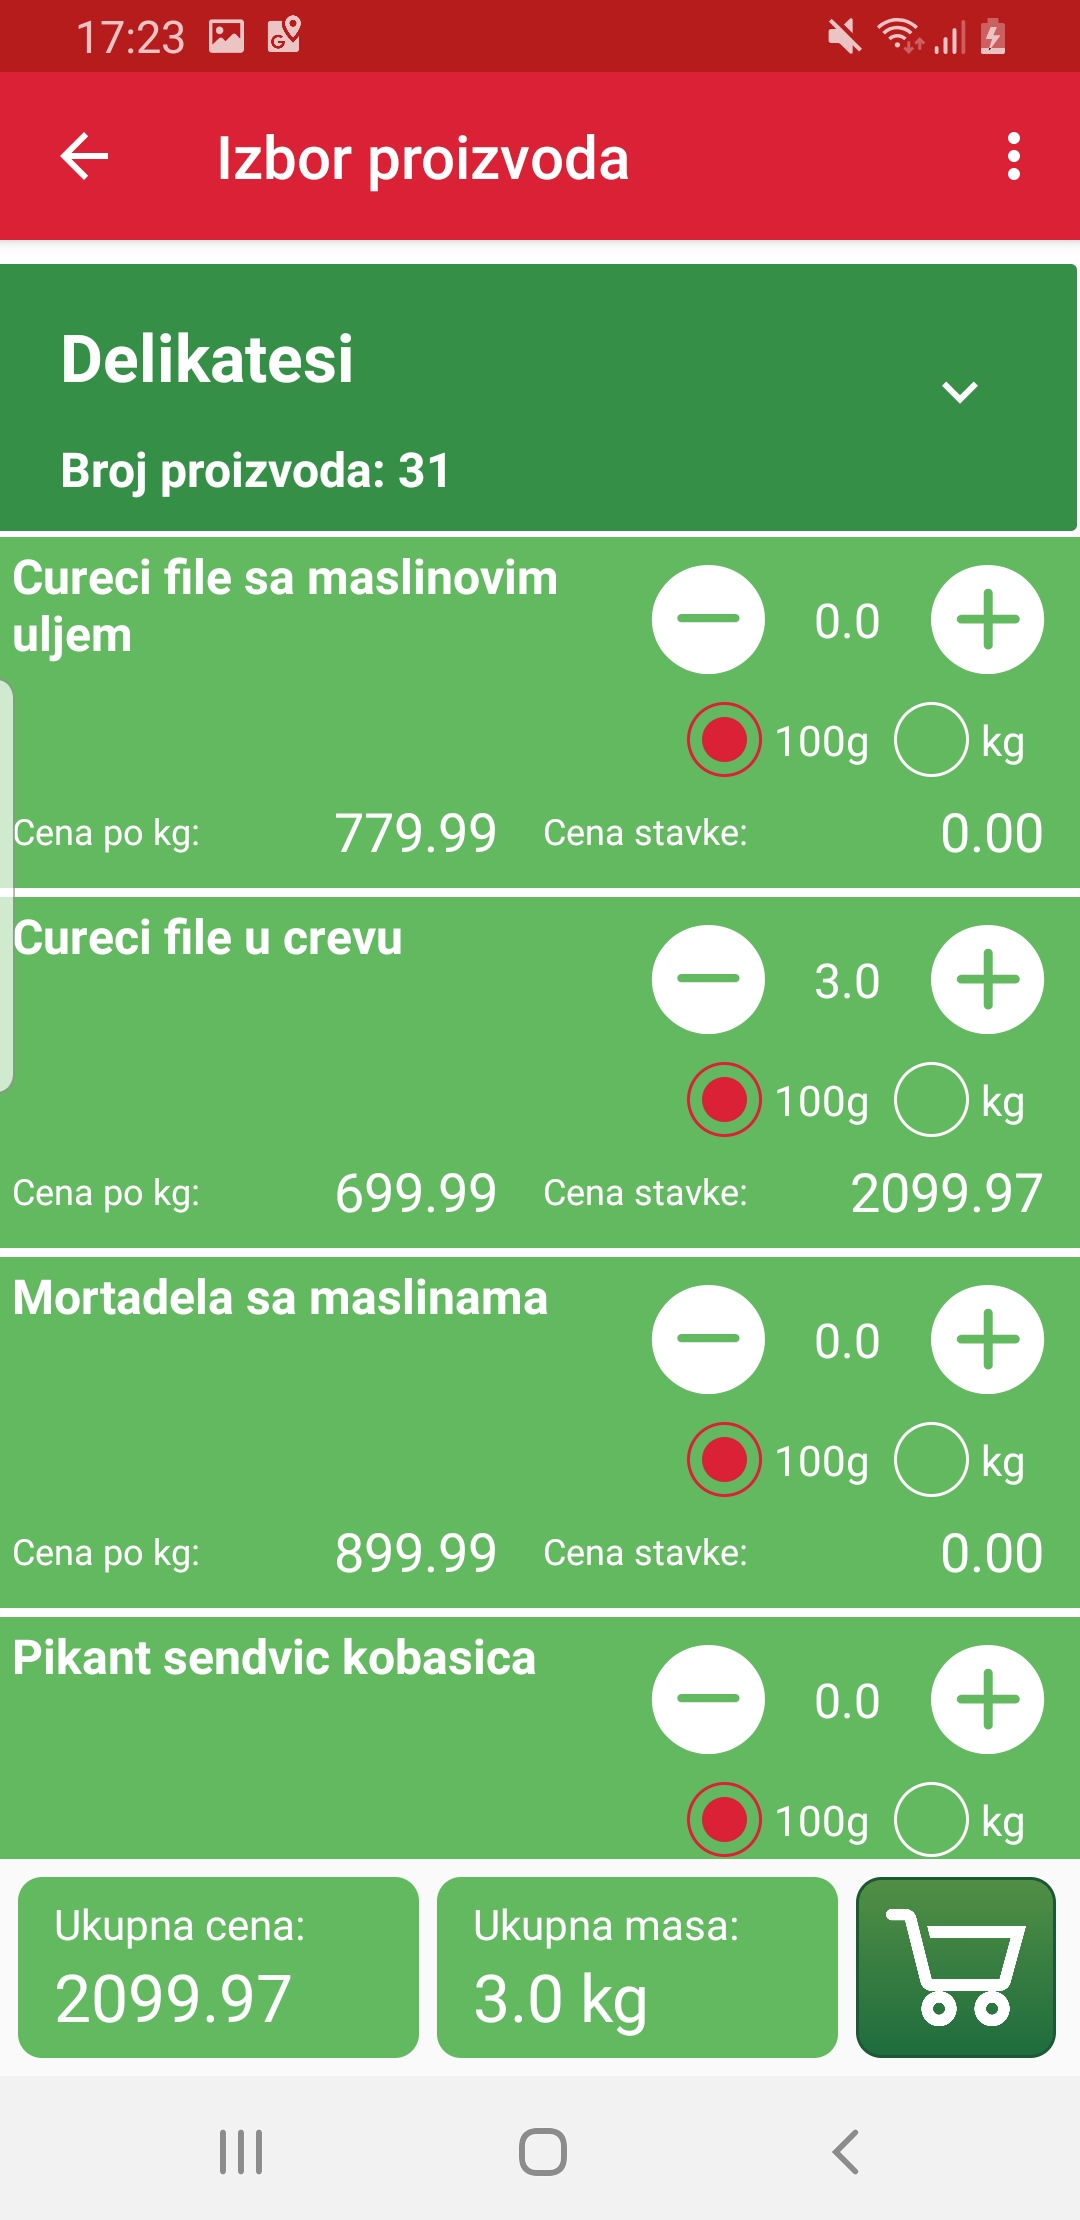 17:23
Izbor proizvoda
Delikatesi
Broj proizvoda: 31
Cureci file sa maslinovim
uljem
0.0
100g kg
Cena po kg: 779.99 Cena stavke: 0.00
Cureci file u crevu
3.0
100g kg
Cena po kg: 699.99 Cena stavke: 2099.97
Mortadela sa maslinama
0.0
100g kg
Cena po kg: 899.99 Cena stavke: 0.00
Pikant sendvic kobasica
0.0
100g kg
Ukupna cena:
2099.97
Ukupna masa:
3.0 kg